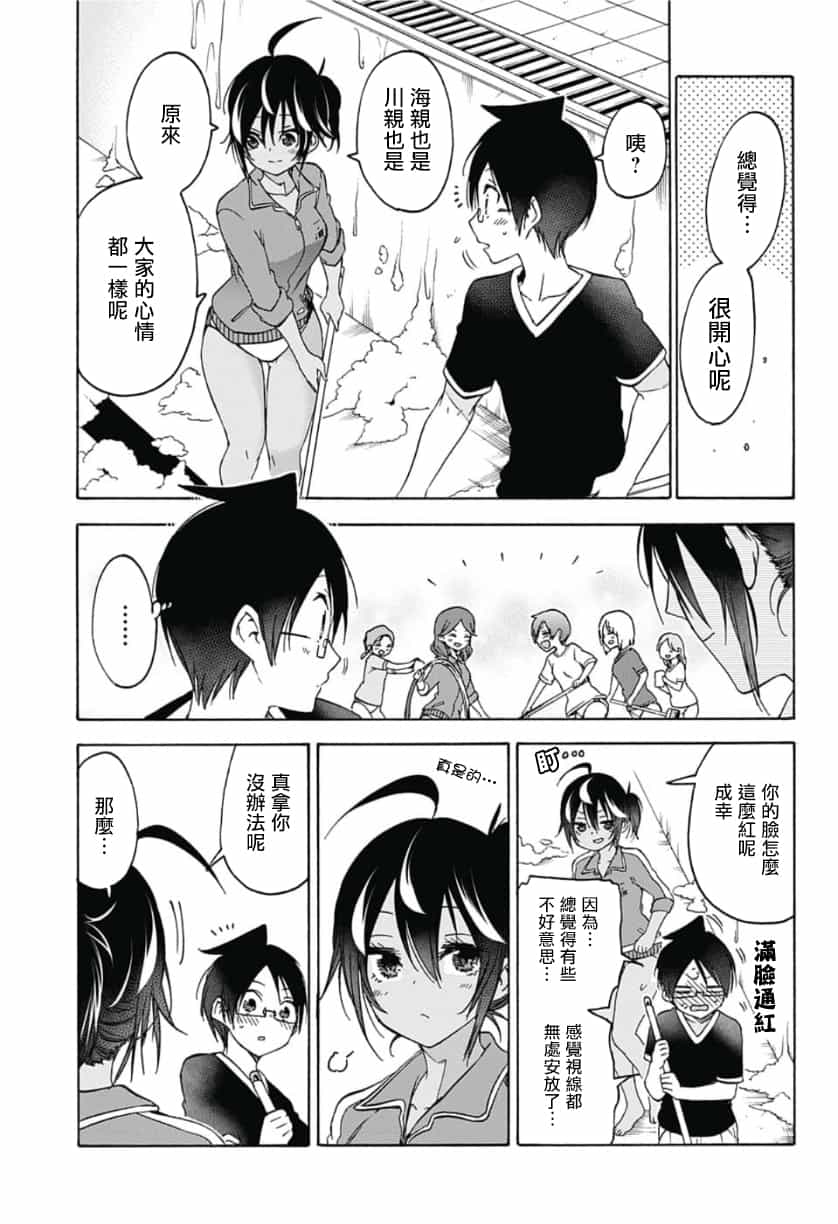 總覺得…
很開心呢
咦?
海親也是
川親也是
原來
大家的心情
都一樣呢
……
你的臉怎麼
這麼紅呢
成幸
盯…
滿臉通紅
因為…
總覺得有些
不好意思…
感覺視線都
無處安放了…
真是的…
真拿你
沒辦法呢
那麼…